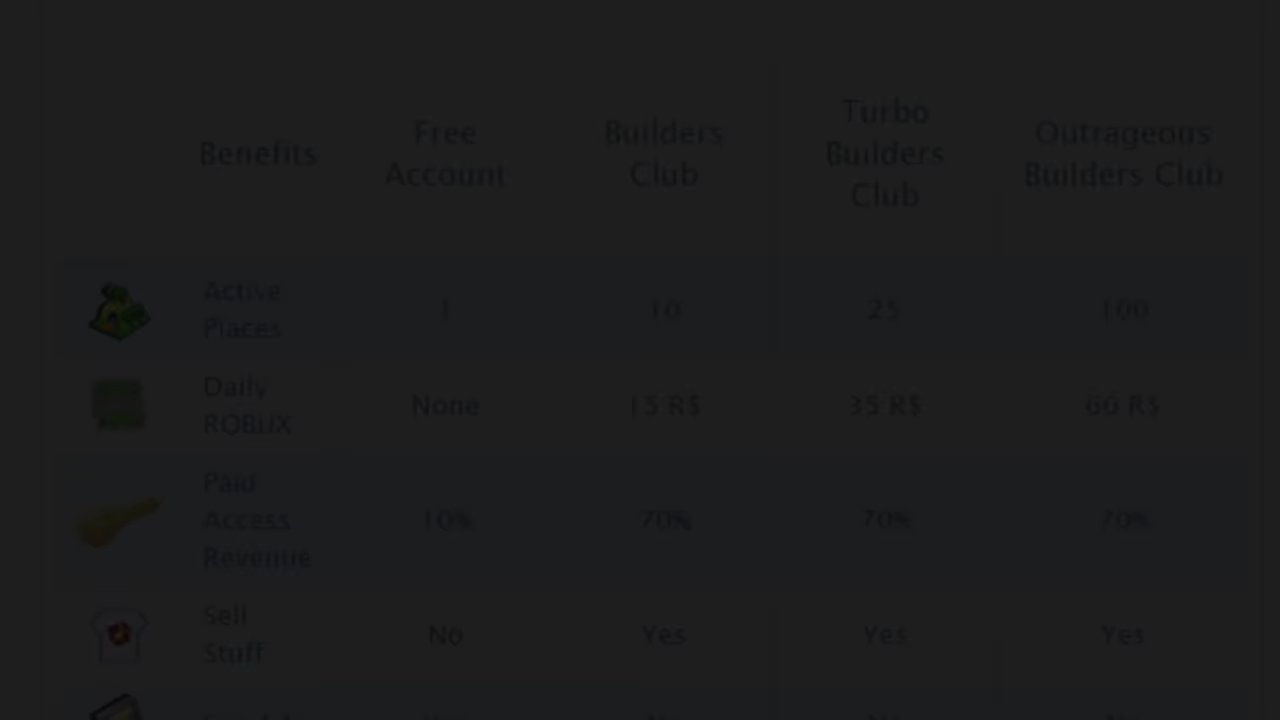 Benefits
Free
Account
Builders
Club
Turbo
Builders
Club
Outrageous
Builders Club
Active
Places
1
10
25
100
Daily
ROBUX
None
15 R$
35 R$
60 R$
Paid
Access
Revenue
10%
70%
70%
70%
Sell
Stuff
No
Yes
Yes
Yes